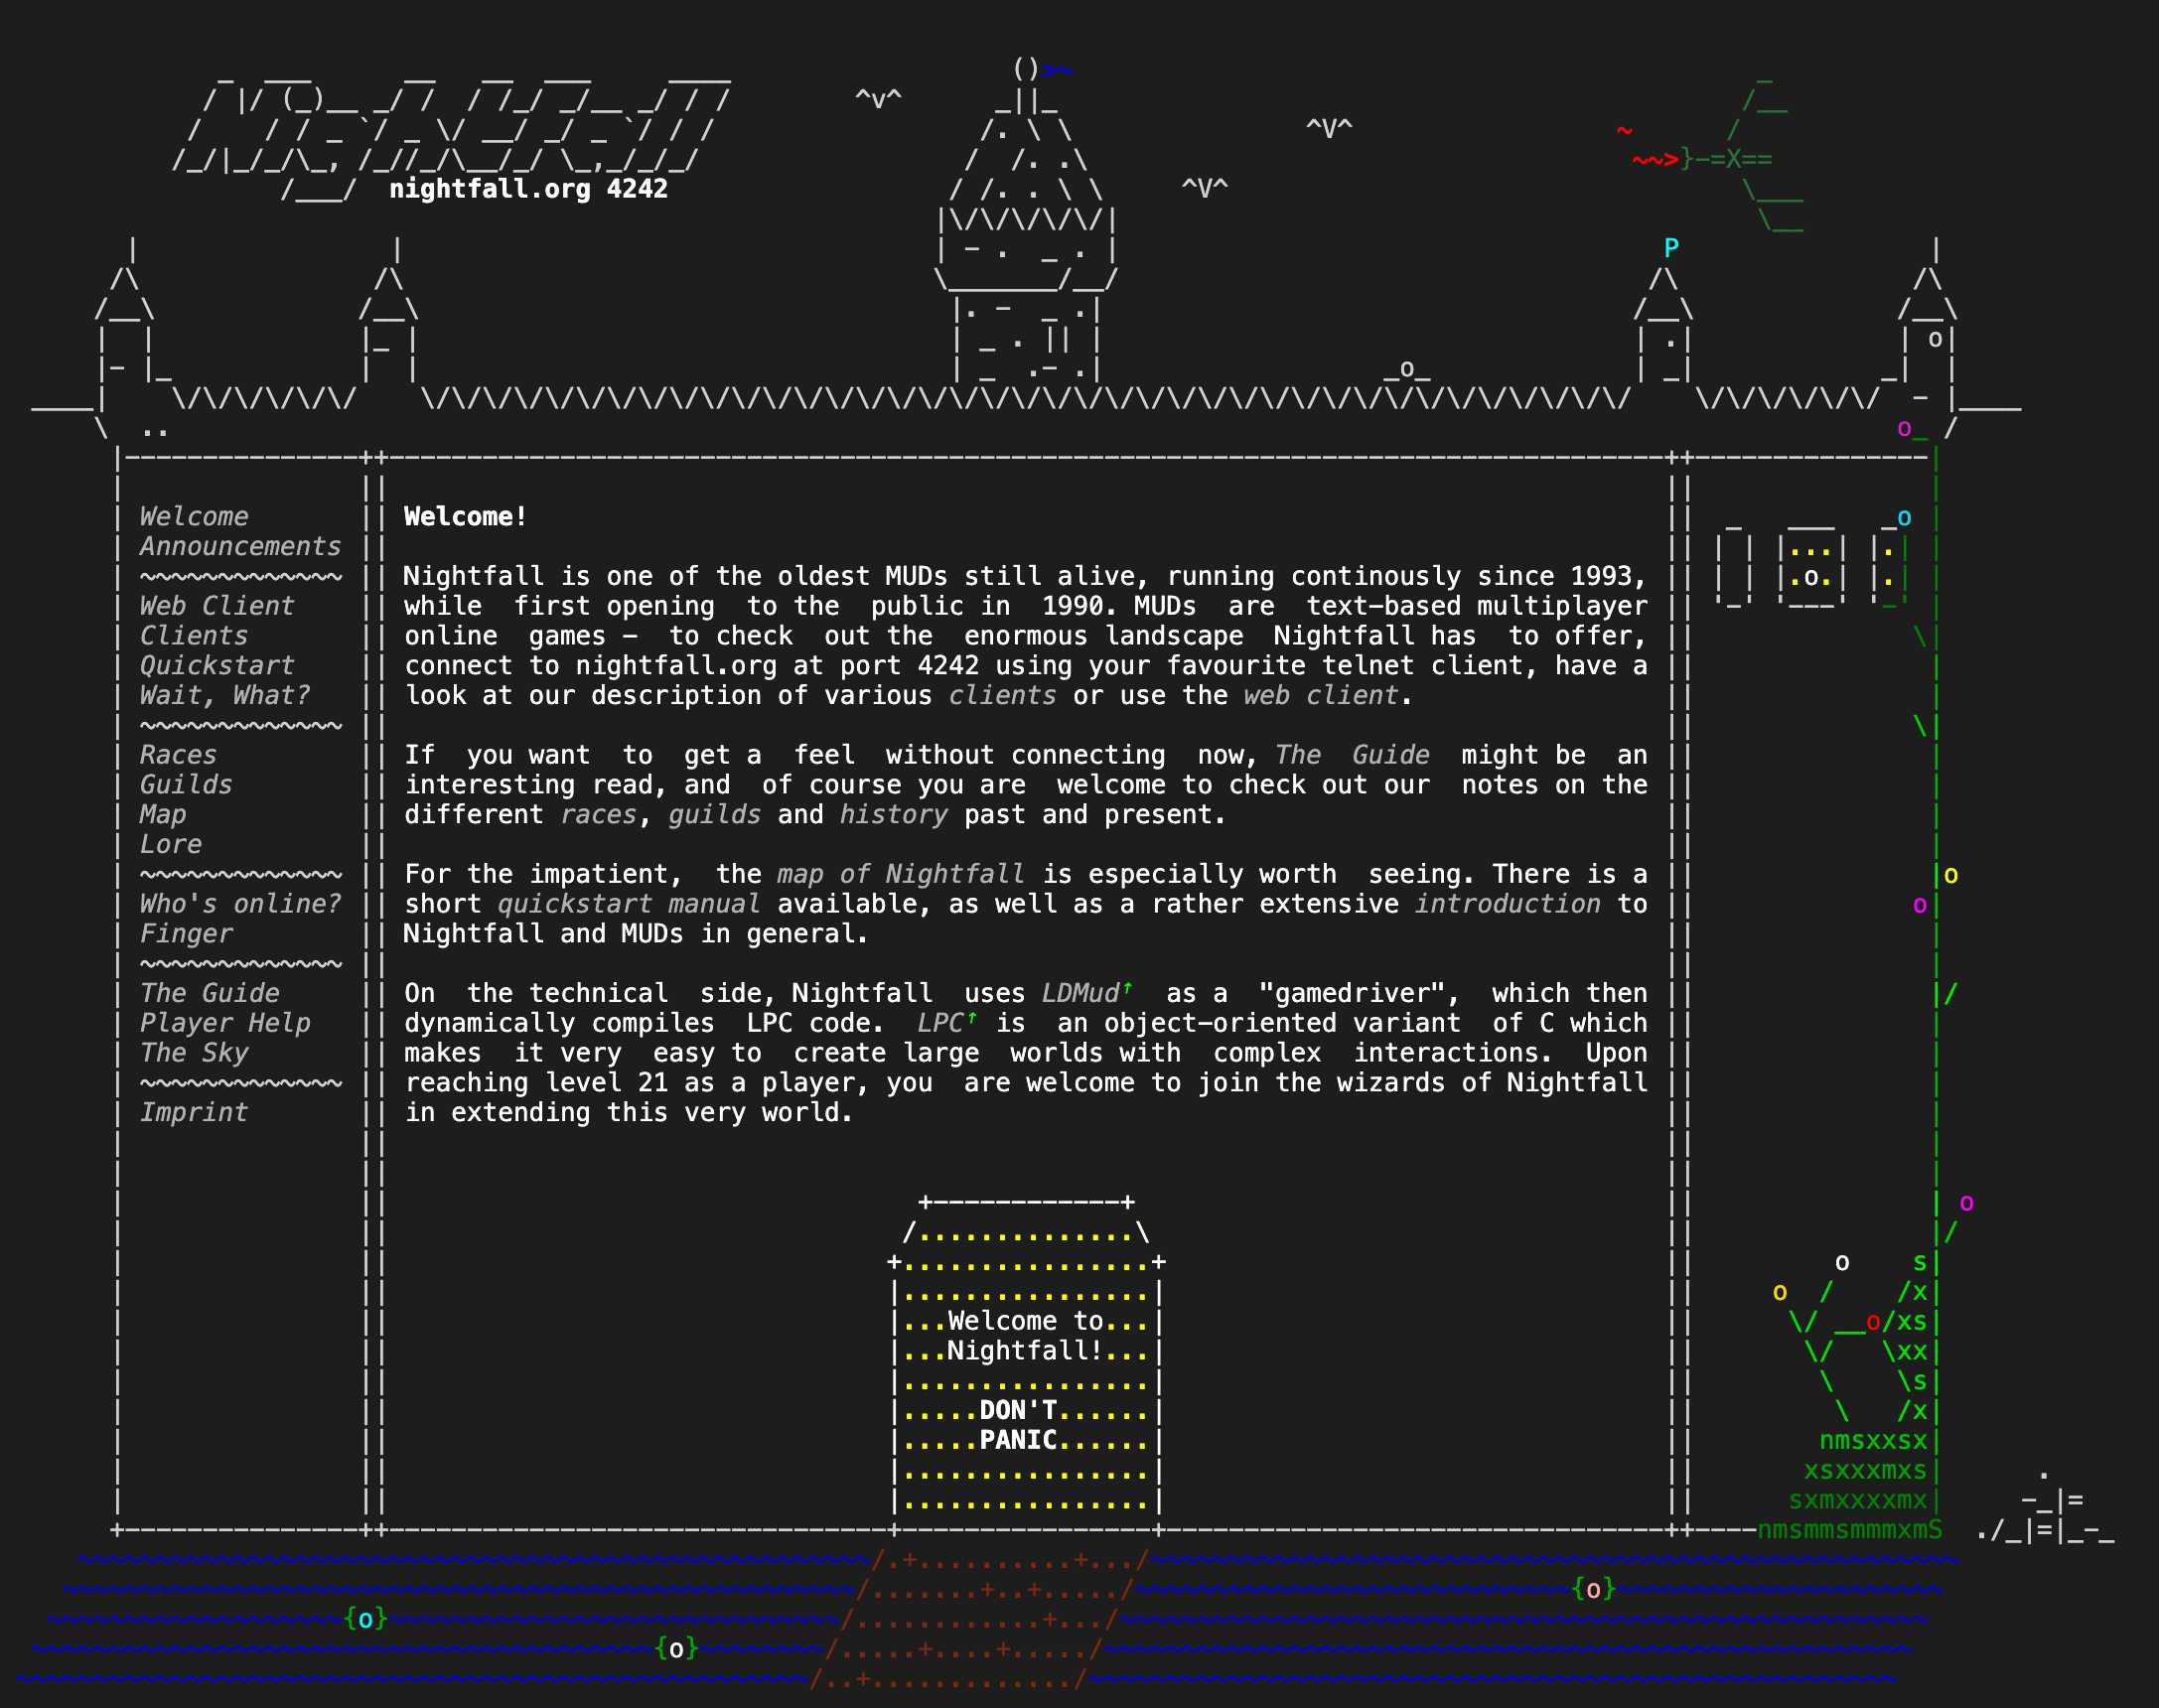 Nightfall
nightfall.org 4242
Welcome
Announcements
Web Client
Clients
Quickstart
Wait, What?
Races
Guilds
Map
Lore
Who's online?
Finger
The Guide
Player Help
The Sky
Imprint
Welcome!
Nightfall is one of the oldest MUDs still alive, running continously since 1993,
while first opening to the public in 1990. MUDs are text-based multiplayer
online games - to check out the enormous landscape Nightfall has to offer,
connect to nightfall.org at port 4242 using your favourite telnet client, have a
look at our description of various clients or use the web client.
If you want to get a feel without connecting now, The Guide might be an
interesting read, and of course you are welcome to check out our notes on the
different races, guilds and history past and present.
For the impatient, the map of Nightfall is especially worth seeing. There is a
short quickstart manual available, as well as a rather extensive introduction to
Nightfall and MUDs in general.
On the technical side, Nightfall uses LDMud↑ as a "gamedriver", which then
dynamically compiles LPC code. LPC↑ is an object-oriented variant of C which
makes it very easy to create large worlds with complex interactions. Upon
reaching level 21 as a player, you are welcome to join the wizards of Nightfall
in extending this very world.
Welcome to
Nightfall!
DON'T
PANIC